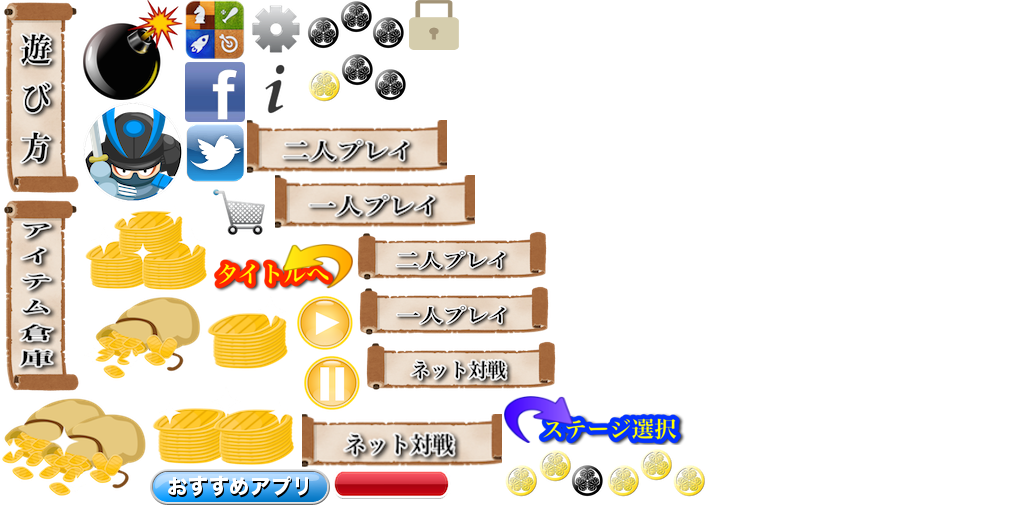 遊び方
f
i
二人プレイ
一人プレイ
アイテム倉庫
タイトルへ
二人プレイ
一人プレイ
ネット対戦
ネット対戦
ステージ選択
おすすめアプリ